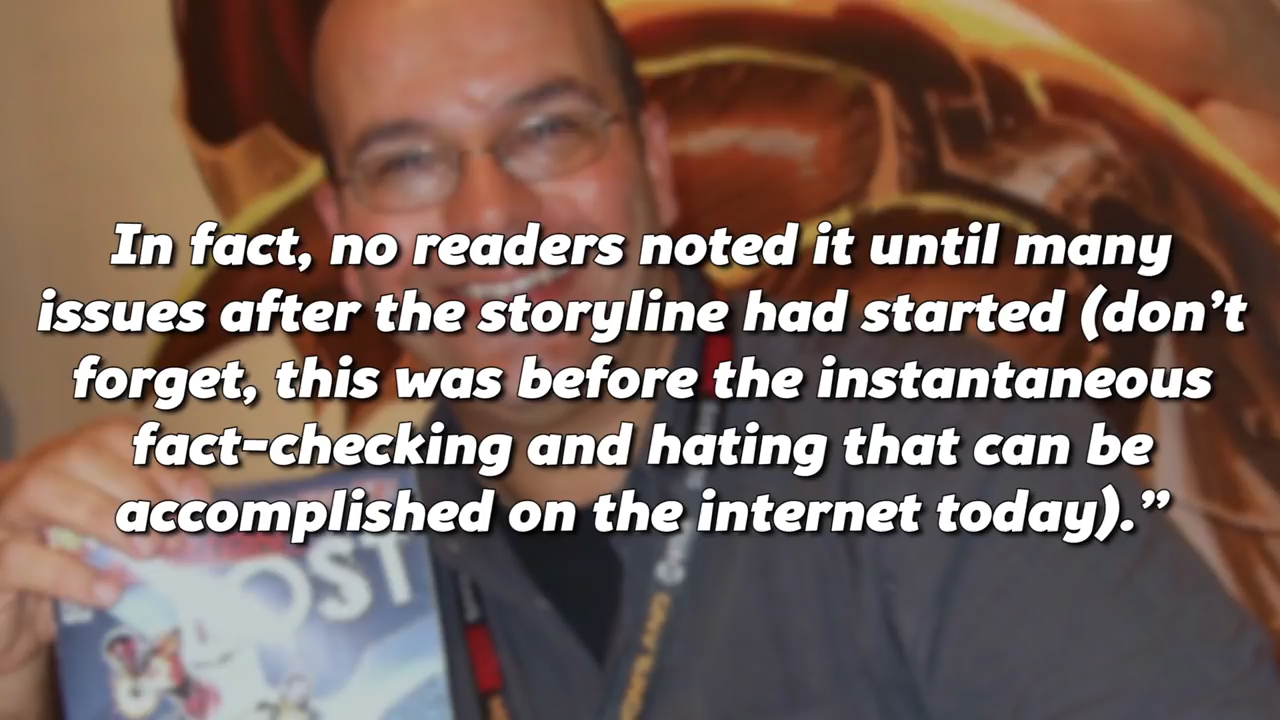 In fact, no readers noted it until many
issues after the storyline had started (don’t
forget, this was before the instantaneous
fact-checking and hating that can be
accomplished on the internet today).”
OST